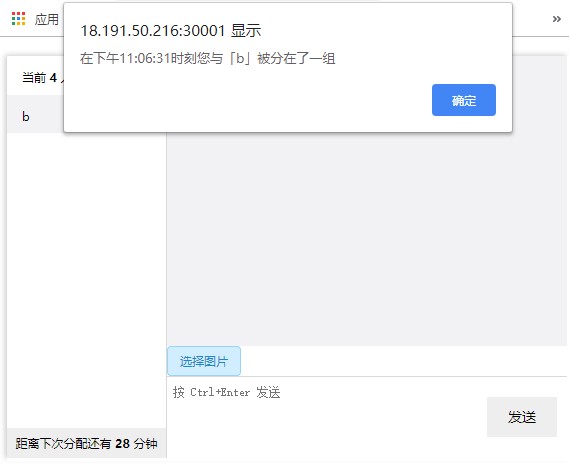 应用
»
18.191.50.216:30001 显示
在下午11:06:31时刻您与「b」被分在了一组
确定
当前 4
b
选择图片
按 Ctrl+Enter 发送
发送
距离下次分配还有 28 分钟